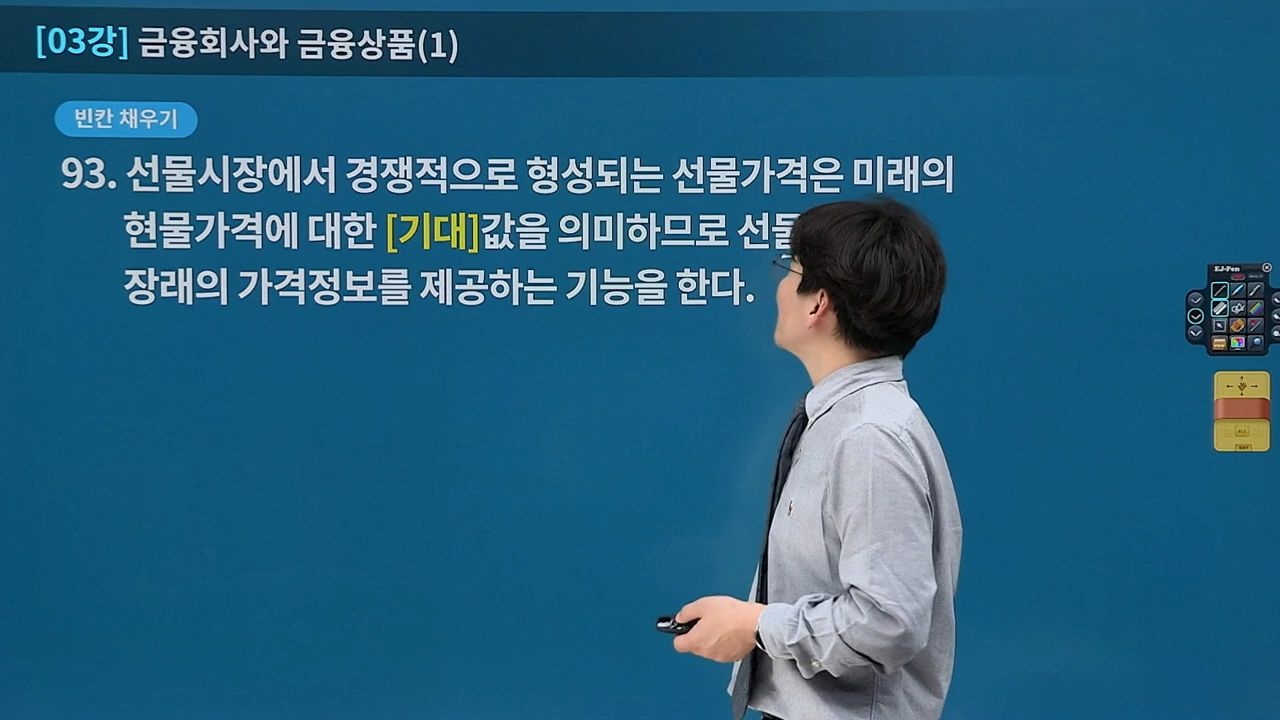 [03강] 금융회사와 금융상품(1)
빈칸 채우기
93. 선물시장에서 경쟁적으로 형성되는 선물가격은 미래의
현물가격에 대한 [기대]값을 의미하므로
장래의 가격정보를 제공하는 기능을 한다.
EJ-Pen
ALL